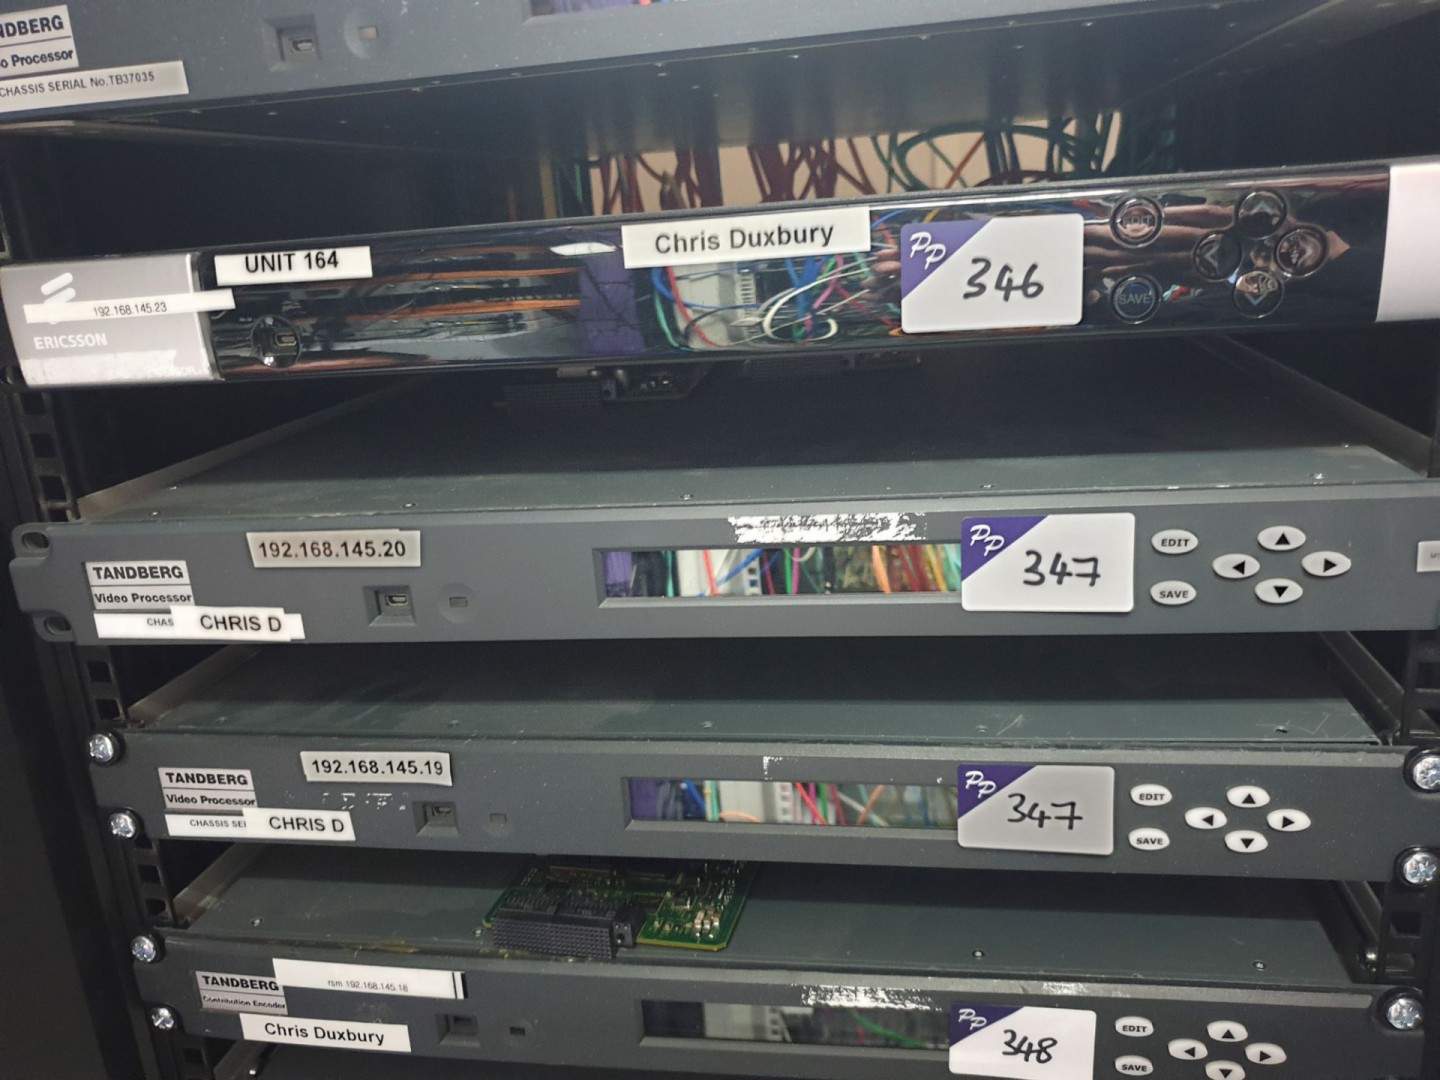 NDBERG
o Processor
CHASSIS SERIAL No.TB37035
UNIT 164
Chris Duxbury
PP
346
EDIT
SAVE
192.168.145.23
ERICSSON
192.168.145.20
TANDBERG
Video Processor
CHAS
CHRIS D
PP
347
EDIT
SAVE
192.168.145.19
TANDBERG
Video Processor
CHASSIS SEI
CHRIS D
PP
347
EDIT
SAVE
TANDBERG
Contribution Encoder
rsm 192.168.145.18
Chris Duxbury
PP
348
EDIT
SAVE